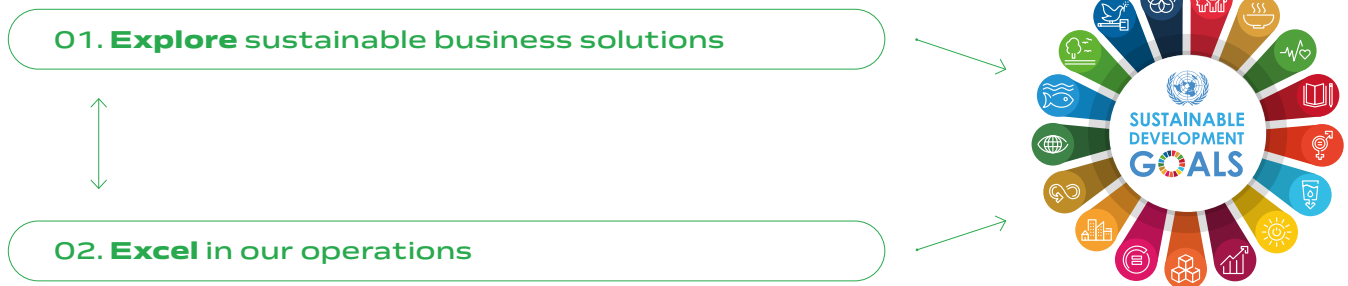 01. Explore sustainable business solutions
SUSTAINABLE
DEVELOPMENT
GOALS
02. Excel in our operations